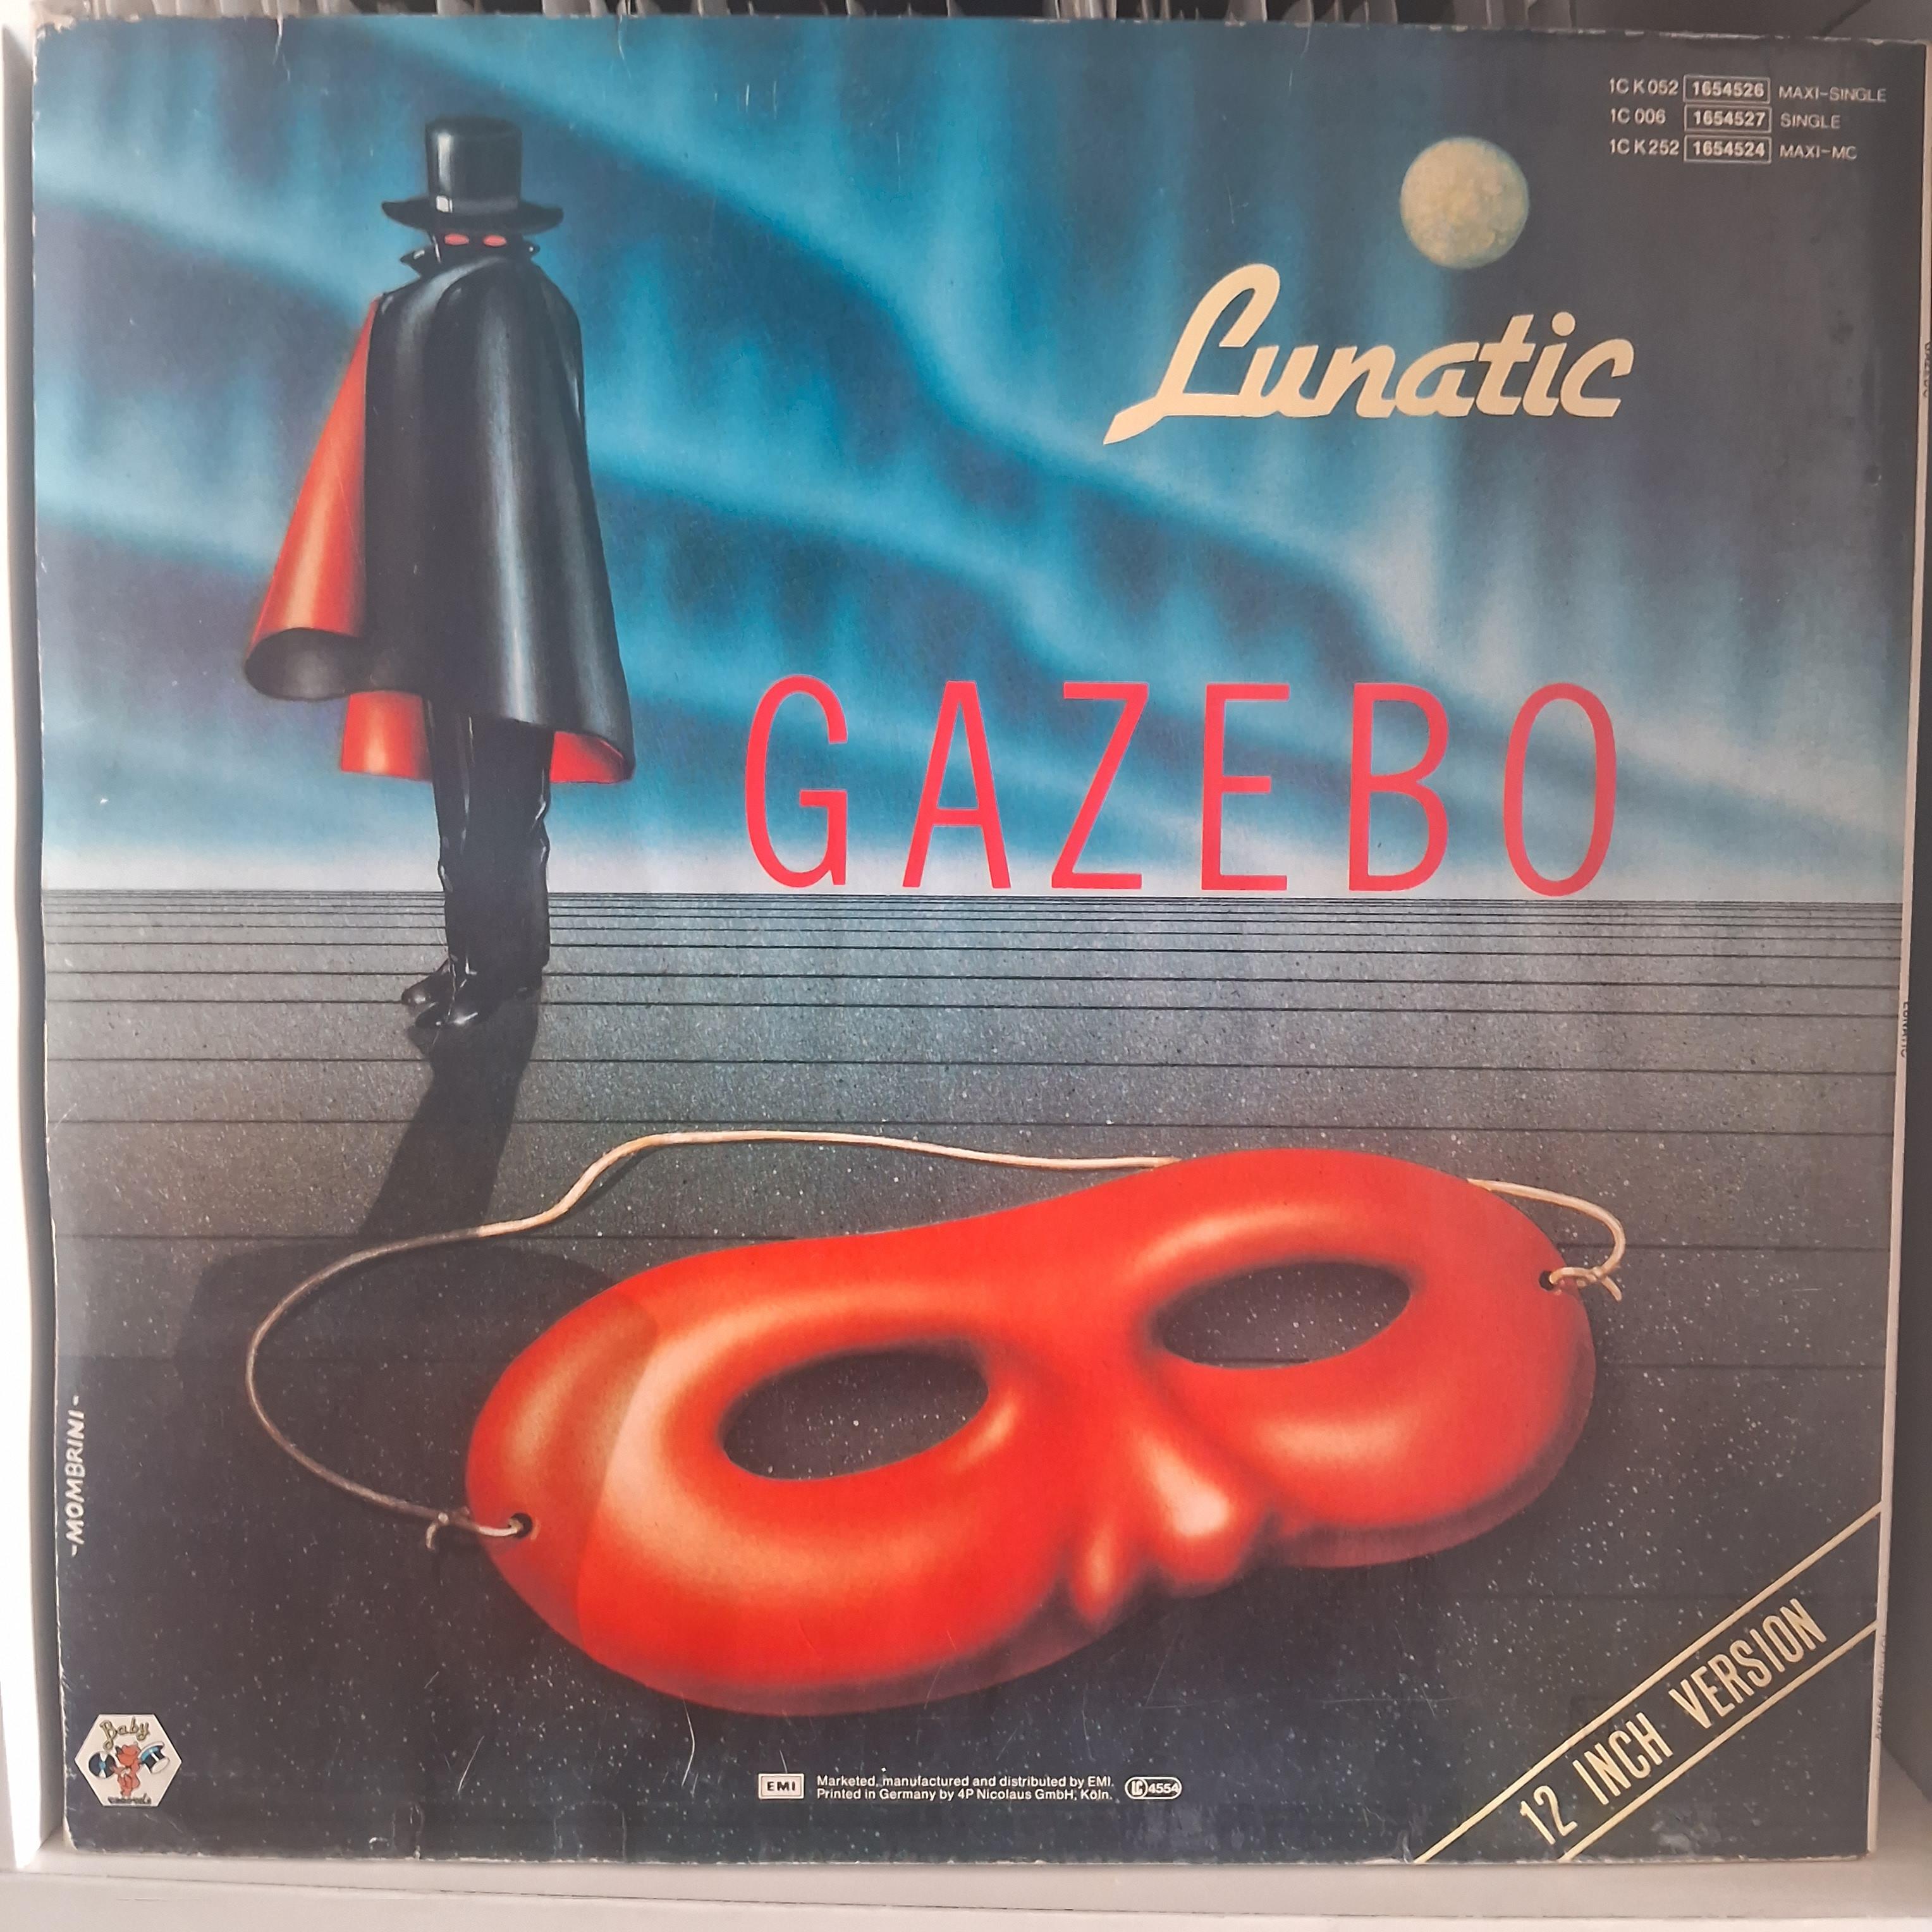 1C K 052 1654526 MAXI-SINGLE
1C 006 1654527 SINGLE
1C K 252 1654524 MAXI-MC
Lunatic
GAZEBO
-MOMBRINI-
12 INCH VERSION
Baby
records
EMI
Marketed, manufactured and distributed by EMI.
Printed in Germany by 4P Nicolaus GmbH, Köln.
LC 4554